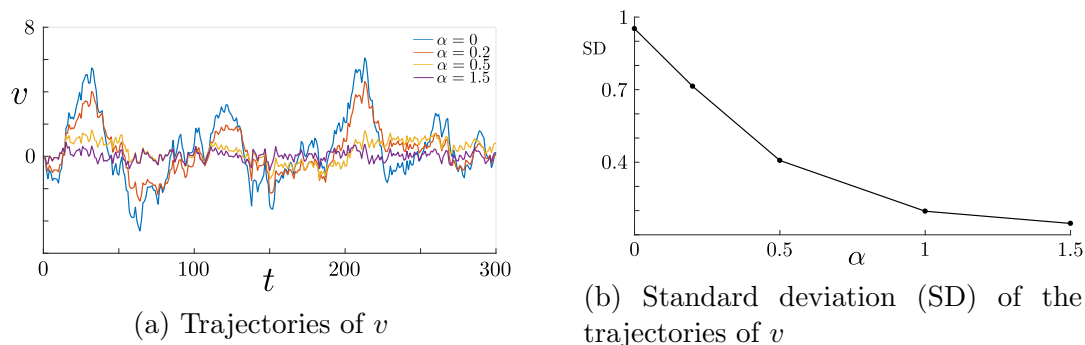 8
v
0
α = 0
α = 0.2
α = 0.5
α = 1.5
0
100
200
300
t
(a) Trajectories of v
1
SD
0.7
0.4
0
0.5
1
1.5
α
(b) Standard deviation (SD) of the
trajectories of v